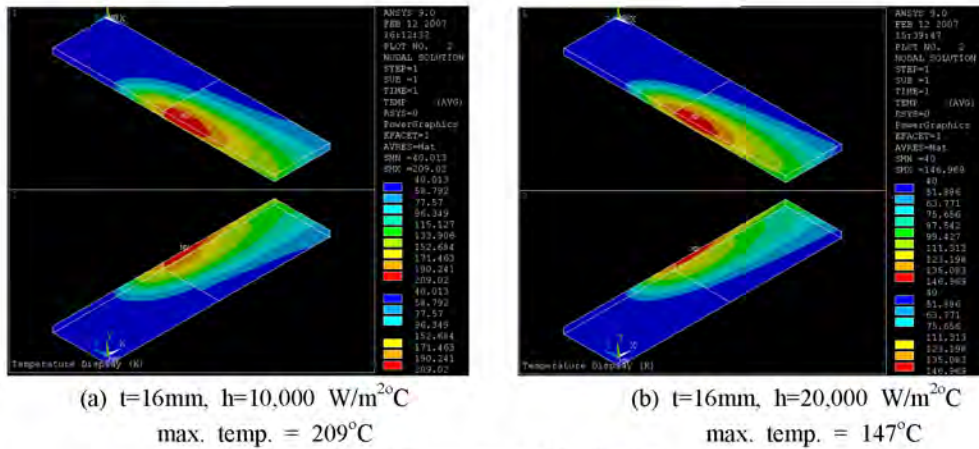 1
ANSYS 9.0
FEB 12 2007
16:12:32
PLOT NO. 2
NODAL SOLUTION
STEP=1
SUB =1
TIME=1
TEMP (AVG)
RSYS=0
PowerGraphics
EFACET=1
AVRES=Mat
SMN =40.013
SMX =209.02
40.013
58.792
77.57
96.349
115.127
133.906
152.684
171.463
190.241
209.02
40.013
58.792
77.57
96.349
152.684
171.463
190.241
209.02
Temperature Display (K)
(a) t=16mm, h=10,000 W/m²°C
max. temp. = 209°C
ANSYS 9.0
FEB 12 2007
15:39:47
PLOT NO. 2
NODAL SOLUTION
STEP=1
SUB =1
TIME=1
TEMP (AVG)
RSYS=0
PowerGraphics
EFACET=1
AVRES=Mat
SMN =40
SMX =146.969
40
51.886
63.771
75.656
87.542
99.427
111.313
123.198
135.083
146.969
40
51.886
63.771
75.656
111.313
123.198
135.083
146.969
Temperature Display (K)
(b) t=16mm, h=20,000 W/m²°C
max. temp. = 147°C